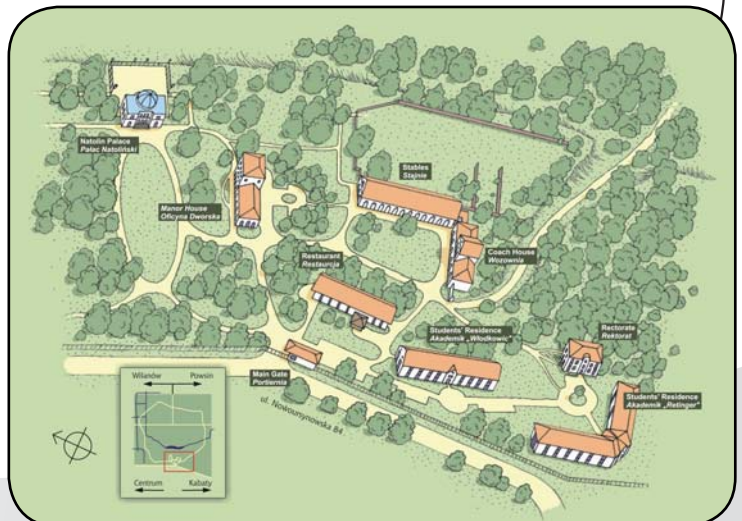 Natolin Palace
Pałac Natoliński
Manor House
Oficyna Dworska
Stables
Stajnie
Coach House
Wozownia
Restaurant
Restaurcja
Students' Residence
Akademik „Włodkowic"
Rectorate
Rektorat
Main Gate
Portiernia
Students' Residence
Akademik „Retinger"
ul. Nowoursynowska 84
Wilanów
Powsin
Centrum
Kabaty